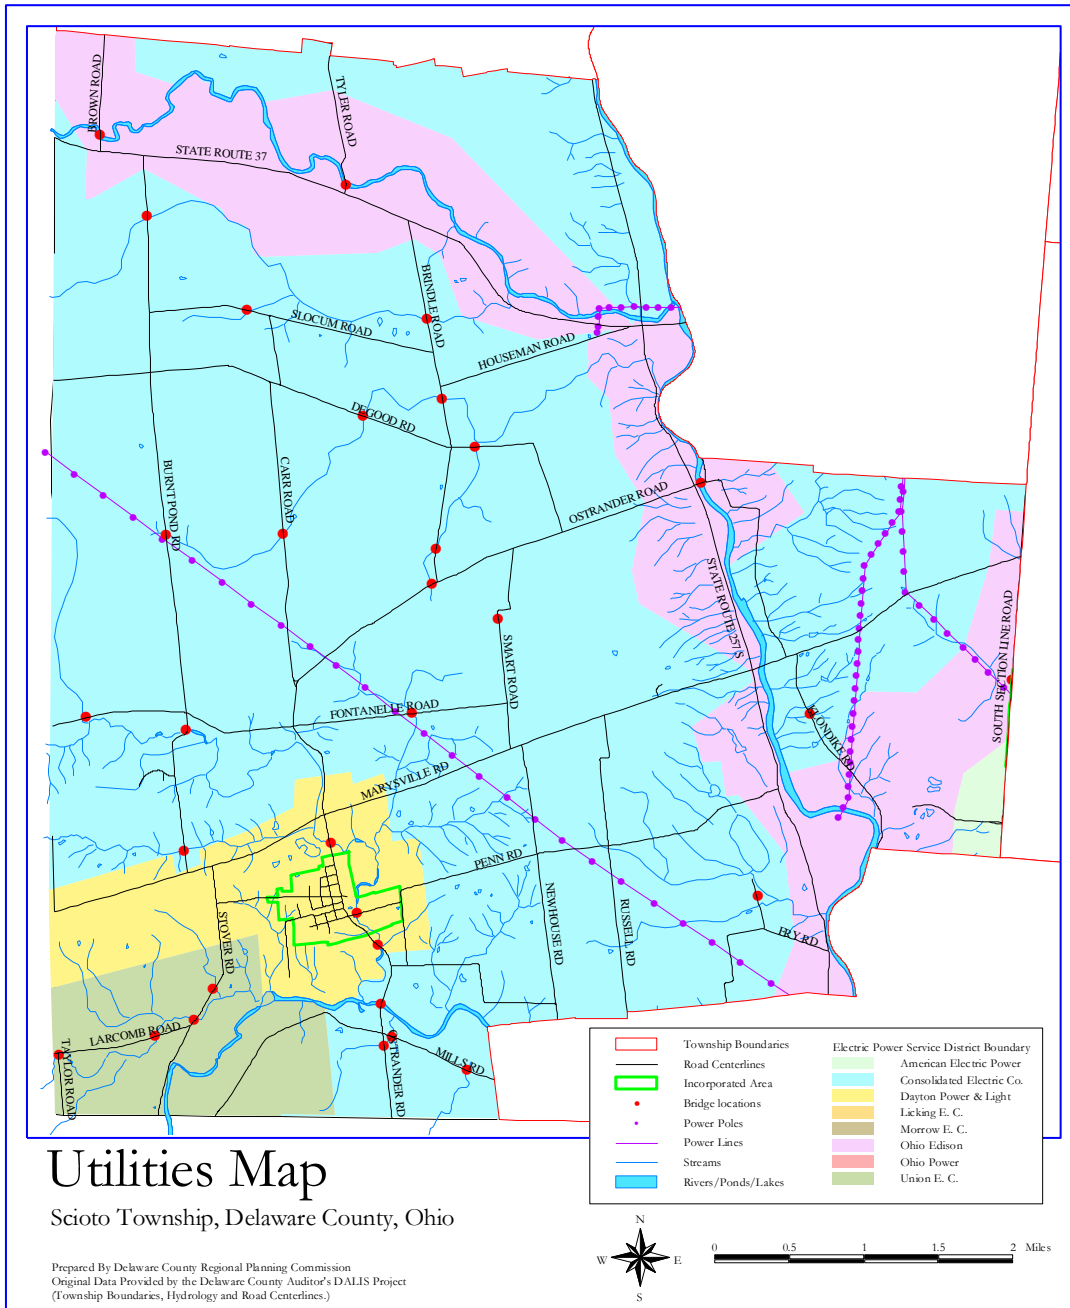 BROWN ROAD
TYLER ROAD
STATE ROUTE 37
BRINDLE ROAD
SLOCUM ROAD
HOUSEMAN ROAD
DEGOOD RD
BURNT POND RD
CARR ROAD
OSTRANDER ROAD
STATE ROUTE 257 S
SOUTH SECTION LINE ROAD
SMART ROAD
FONTANELLE ROAD
KLONDIKE RD
MARYSVILLE RD
PENN RD
STOVER RD
NEWHOUSE RD
RUSSELL RD
FRY RD
LARCOMB ROAD
TAYLOR ROAD
OSTRANDER RD
MILLS RD
Township Boundaries
Road Centerlines
Incorporated Area
Bridge locations
Power Poles
Power Lines
Streams
Rivers/Ponds/Lakes
Electric Power Service District Boundary
American Electric Power
Consolidated Electric Co.
Dayton Power & Light
Licking E. C.
Morrow E. C.
Ohio Edison
Ohio Power
Union E. C.
Utilities Map
Scioto Township, Delaware County, Ohio
Prepared By Delaware County Regional Planning Commission
Original Data Provided by the Delaware County Auditor's DALIS Project
(Township Boundaries, Hydrology and Road Centerlines.)
N
W E
S
0 0.5 1 1.5 2 Miles